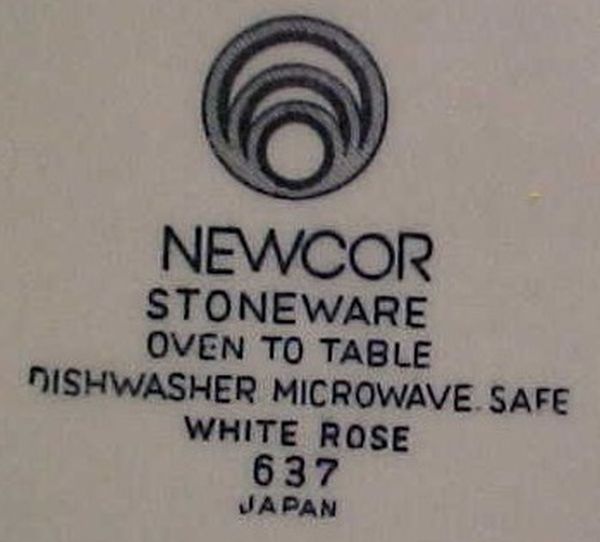 NEWCOR
STONEWARE
OVEN TO TABLE
DISHWASHER MICROWAVE SAFE
WHITE ROSE
637
JAPAN